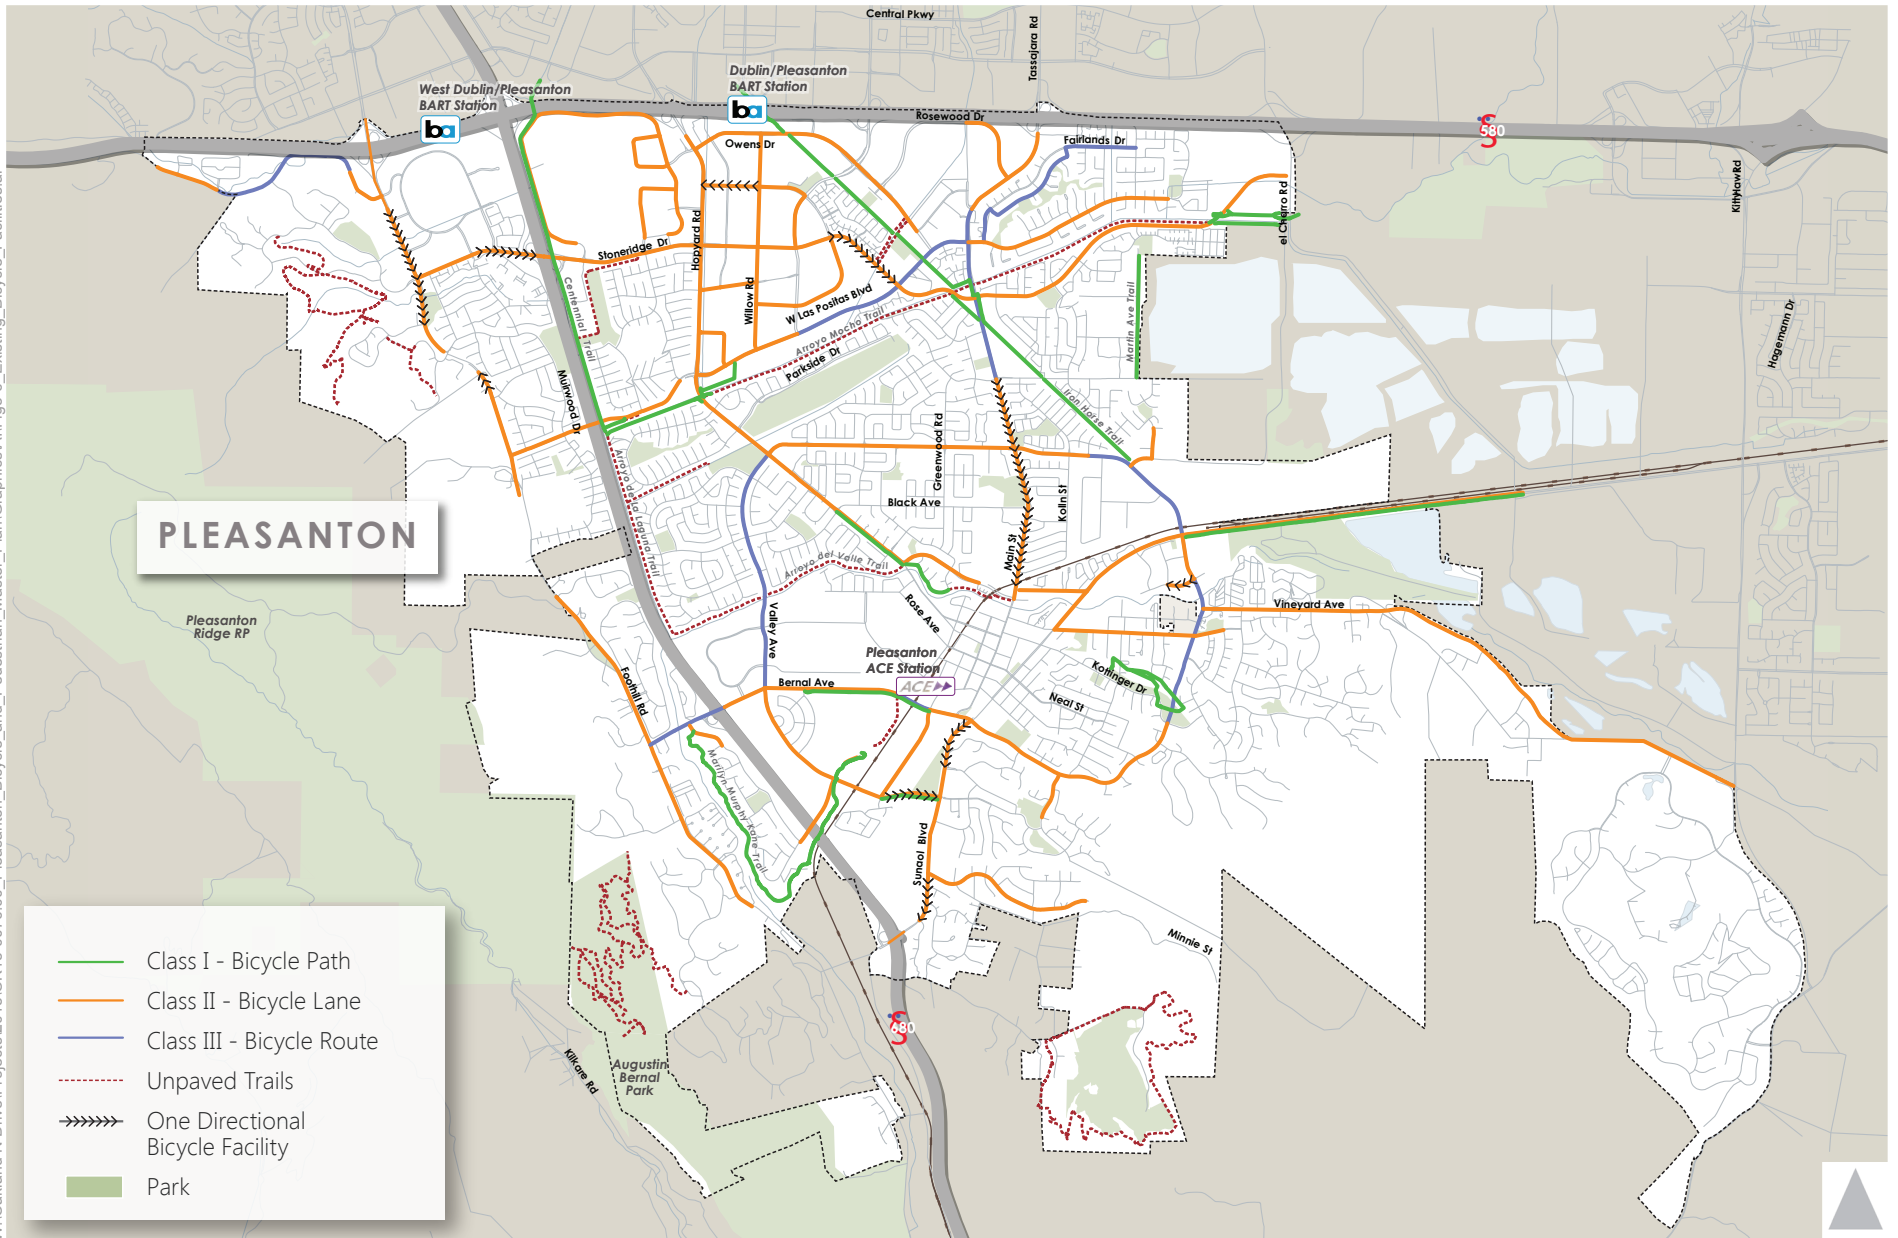 Central Pkwy
Tassajara Rd
West Dublin/Pleasanton
BART Station
ba
Dublin/Pleasanton
BART Station
ba
Rosewood Dr
580
Owens Dr
Fairlands Dr
KittyHawk Rd
el Charro Rd
Hopyard Rd
Stoneridge Dr
Willow Rd
W Las Positas Blvd
Centennial Trail
Arroyo Mocho Trail
Parkside Dr
Martin Ave Trail
Hagemann Dr
Muirwood Dr
Iron Horse Trail
Greenwood Rd
Arroyo de la Laguna Trail
Black Ave
Kolln St
PLEASANTON
Main St
Arroyo del Valle Trail
Rose Ave
Vineyard Ave
Pleasanton
Ridge RP
Valley Ave
Pleasanton
ACE Station
ACE
Kottinger Dr
Foothill Rd
Bernal Ave
Neal St
Marilyn Murphy Kane Trail
Sunaol Blvd
Minnie St
680
Kilkare Rd
Augustin
Bernal
Park
Class I - Bicycle Path
Class II - Bicycle Lane
Class III - Bicycle Route
Unpaved Trails
One Directional
Bicycle Facility
Park